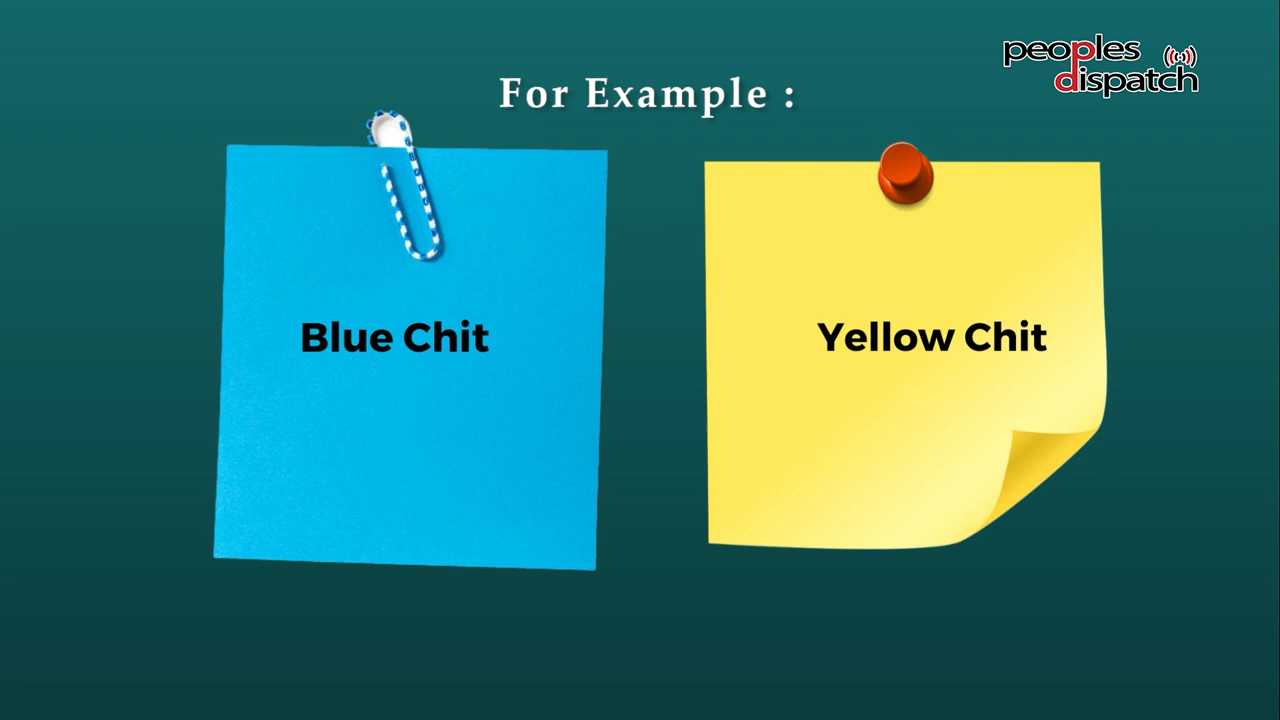 peoples
dispatch
For Example :
Blue Chit
Yellow Chit